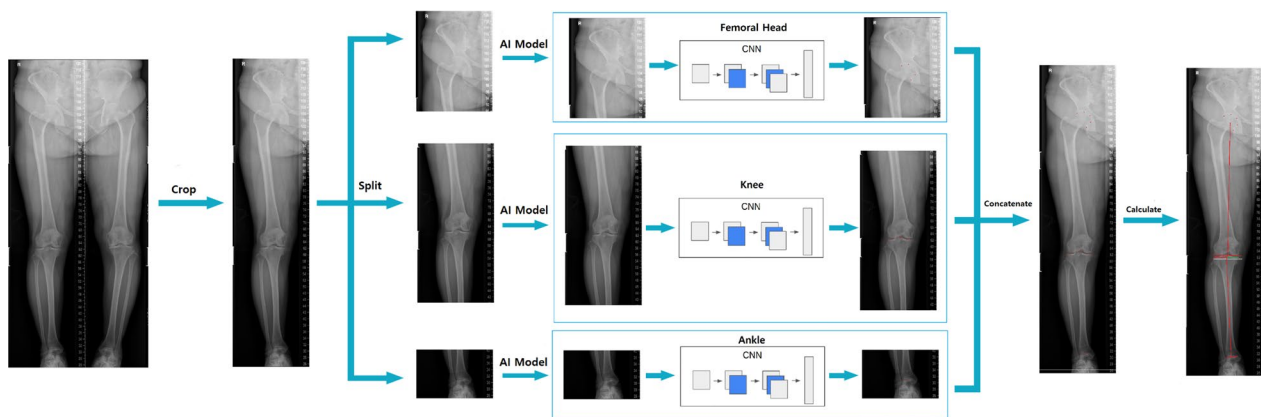 Crop
Split
AI Model
Femoral Head
CNN
AI Model
Knee
CNN
AI Model
Ankle
CNN
Concatenate
Calculate